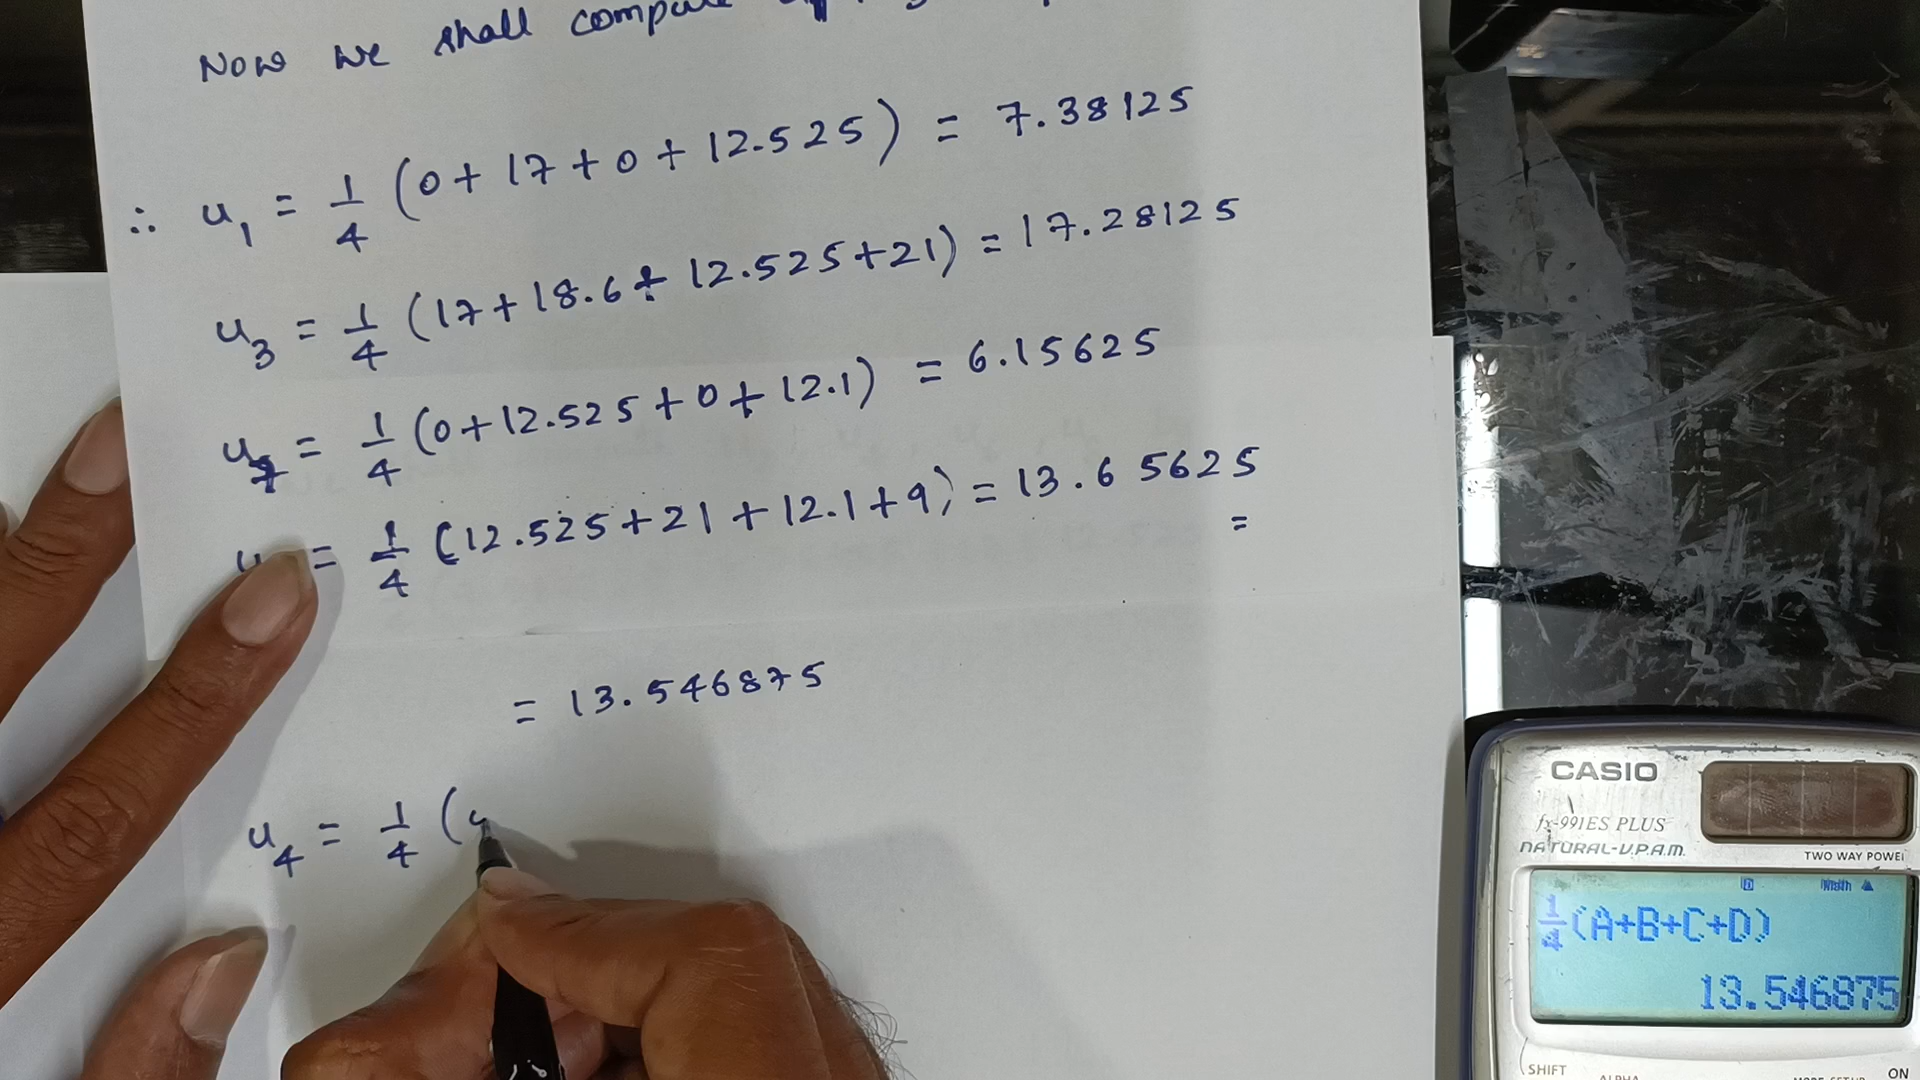 Now we shall
∴ u₁ = 1/4 (0+17+0+12.525) = 7.38125
u₃ = 1/4 (17+18.6+12.525+21) = 17.28125
u₇ = 1/4 (0+12.525+0+12.1) = 6.15625
= 1/4 (12.525+21+12.1+9) = 13.65625
=
= 13.546875
u₄ = 1/4 (
CASIO
fx-991ES PLUS
NATURAL-V.P.A.M.
TWO WAY POWE
D Math ▲
1/4(A+B+C+D)
13.546875
SHIFT
ON